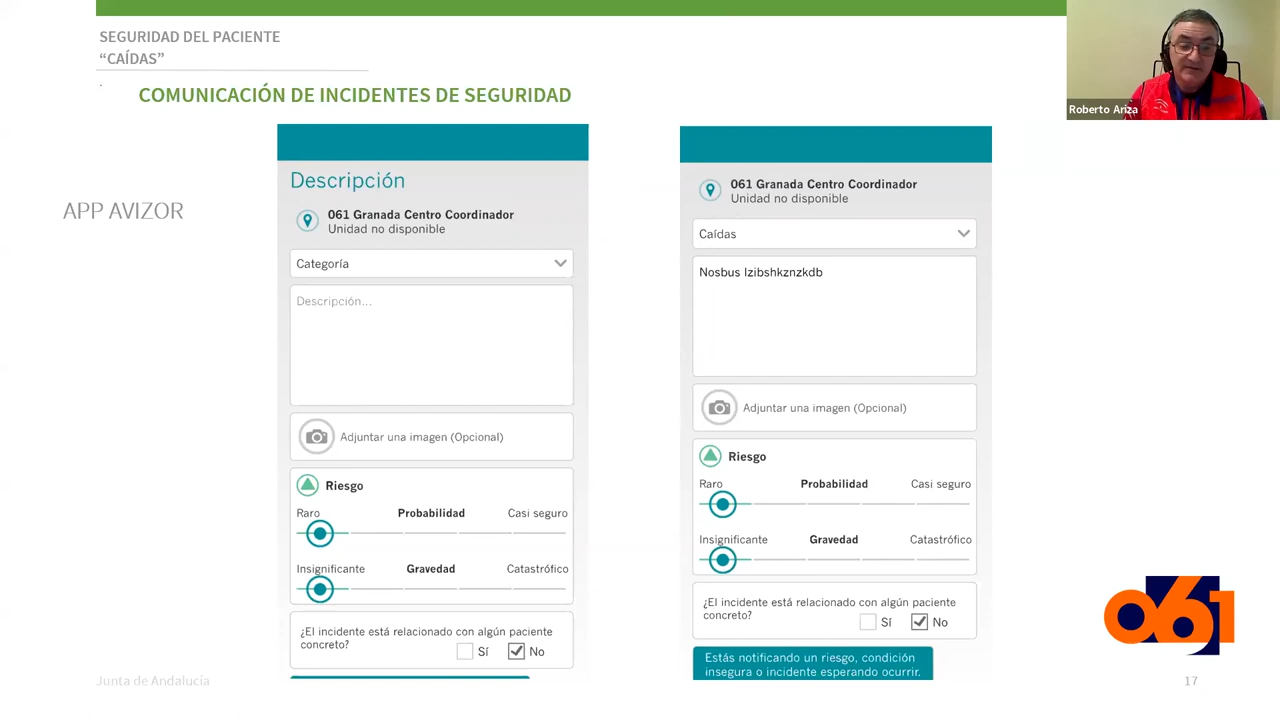 SEGURIDAD DEL PACIENTE
“CAÍDAS”
.
COMUNICACIÓN DE INCIDENTES DE SEGURIDAD
Roberto Ariza
APP AVIZOR
Descripción
061 Granada Centro Coordinador
Unidad no disponible
Categoría
Descripción...
Adjuntar una imagen (Opcional)
Riesgo
Raro Probabilidad Casi seguro
Insignificante Gravedad Catastrófico
¿El incidente está relacionado con algún paciente
concreto?
Sí No
061 Granada Centro Coordinador
Unidad no disponible
Caídas
Nosbus Izibshkznzkdb
Adjuntar una imagen (Opcional)
Riesgo
Raro Probabilidad Casi seguro
Insignificante Gravedad Catastrófico
¿El incidente está relacionado con algún paciente
concreto?
Sí No
Estás notificando un riesgo, condición
insegura o incidente esperando ocurrir.
061
Junta de Andalucía
17